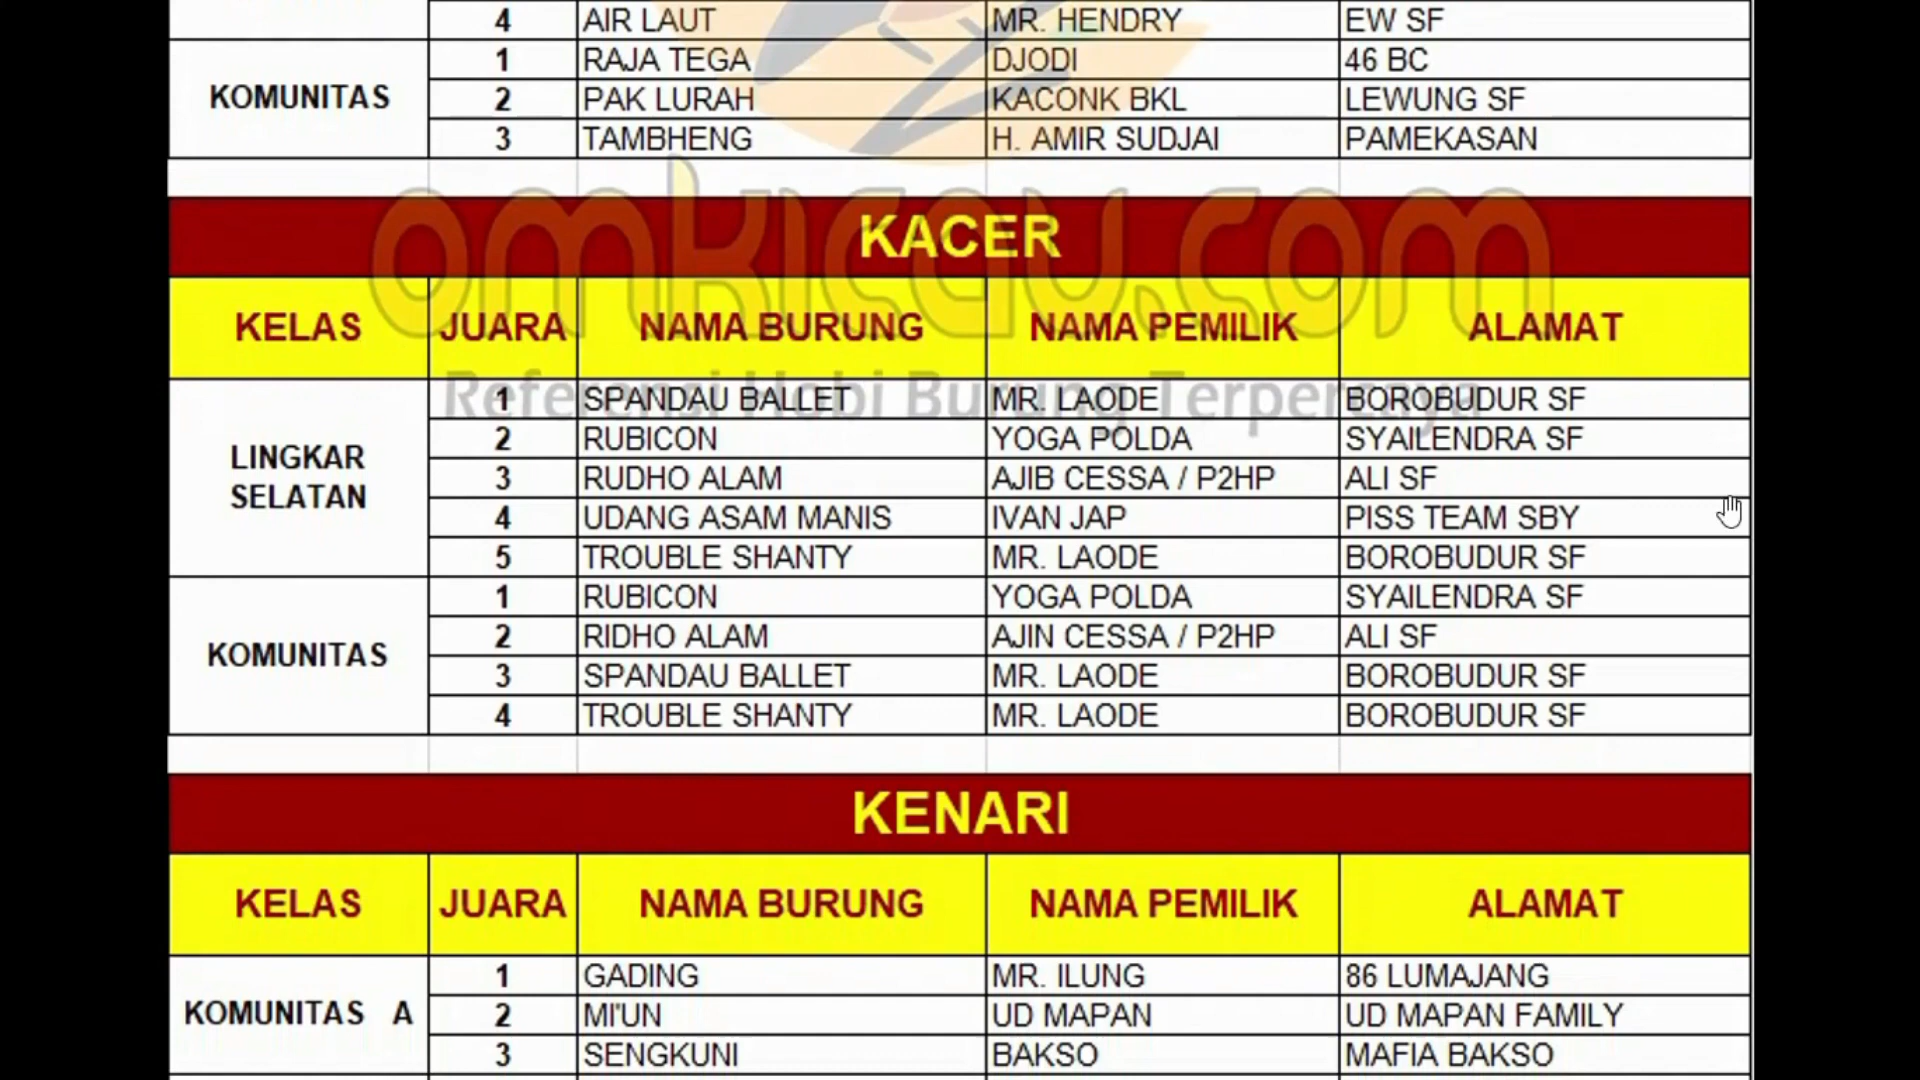 4 AIR LAUT MR. HENDRY EW SF
KOMUNITAS
1 RAJA TEGA DJODI 46 BC
2 PAK LURAH KACONK BKL LEWUNG SF
3 TAMBHENG H. AMIR SUDJAI PAMEKASAN
omkicau.com
Referensi Hobi Burung Terpercaya
KACER
KELAS JUARA NAMA BURUNG NAMA PEMILIK ALAMAT
LINGKAR
SELATAN
1 SPANDAU BALLET MR. LAODE BOROBUDUR SF
2 RUBICON YOGA POLDA SYAILENDRA SF
3 RUDHO ALAM AJIB CESSA / P2HP ALI SF
4 UDANG ASAM MANIS IVAN JAP PISS TEAM SBY
5 TROUBLE SHANTY MR. LAODE BOROBUDUR SF
KOMUNITAS
1 RUBICON YOGA POLDA SYAILENDRA SF
2 RIDHO ALAM AJIN CESSA / P2HP ALI SF
3 SPANDAU BALLET MR. LAODE BOROBUDUR SF
4 TROUBLE SHANTY MR. LAODE BOROBUDUR SF
KENARI
KELAS JUARA NAMA BURUNG NAMA PEMILIK ALAMAT
KOMUNITAS A
1 GADING MR. ILUNG 86 LUMAJANG
2 MI'UN UD MAPAN UD MAPAN FAMILY
3 SENGKUNI BAKSO MAFIA BAKSO